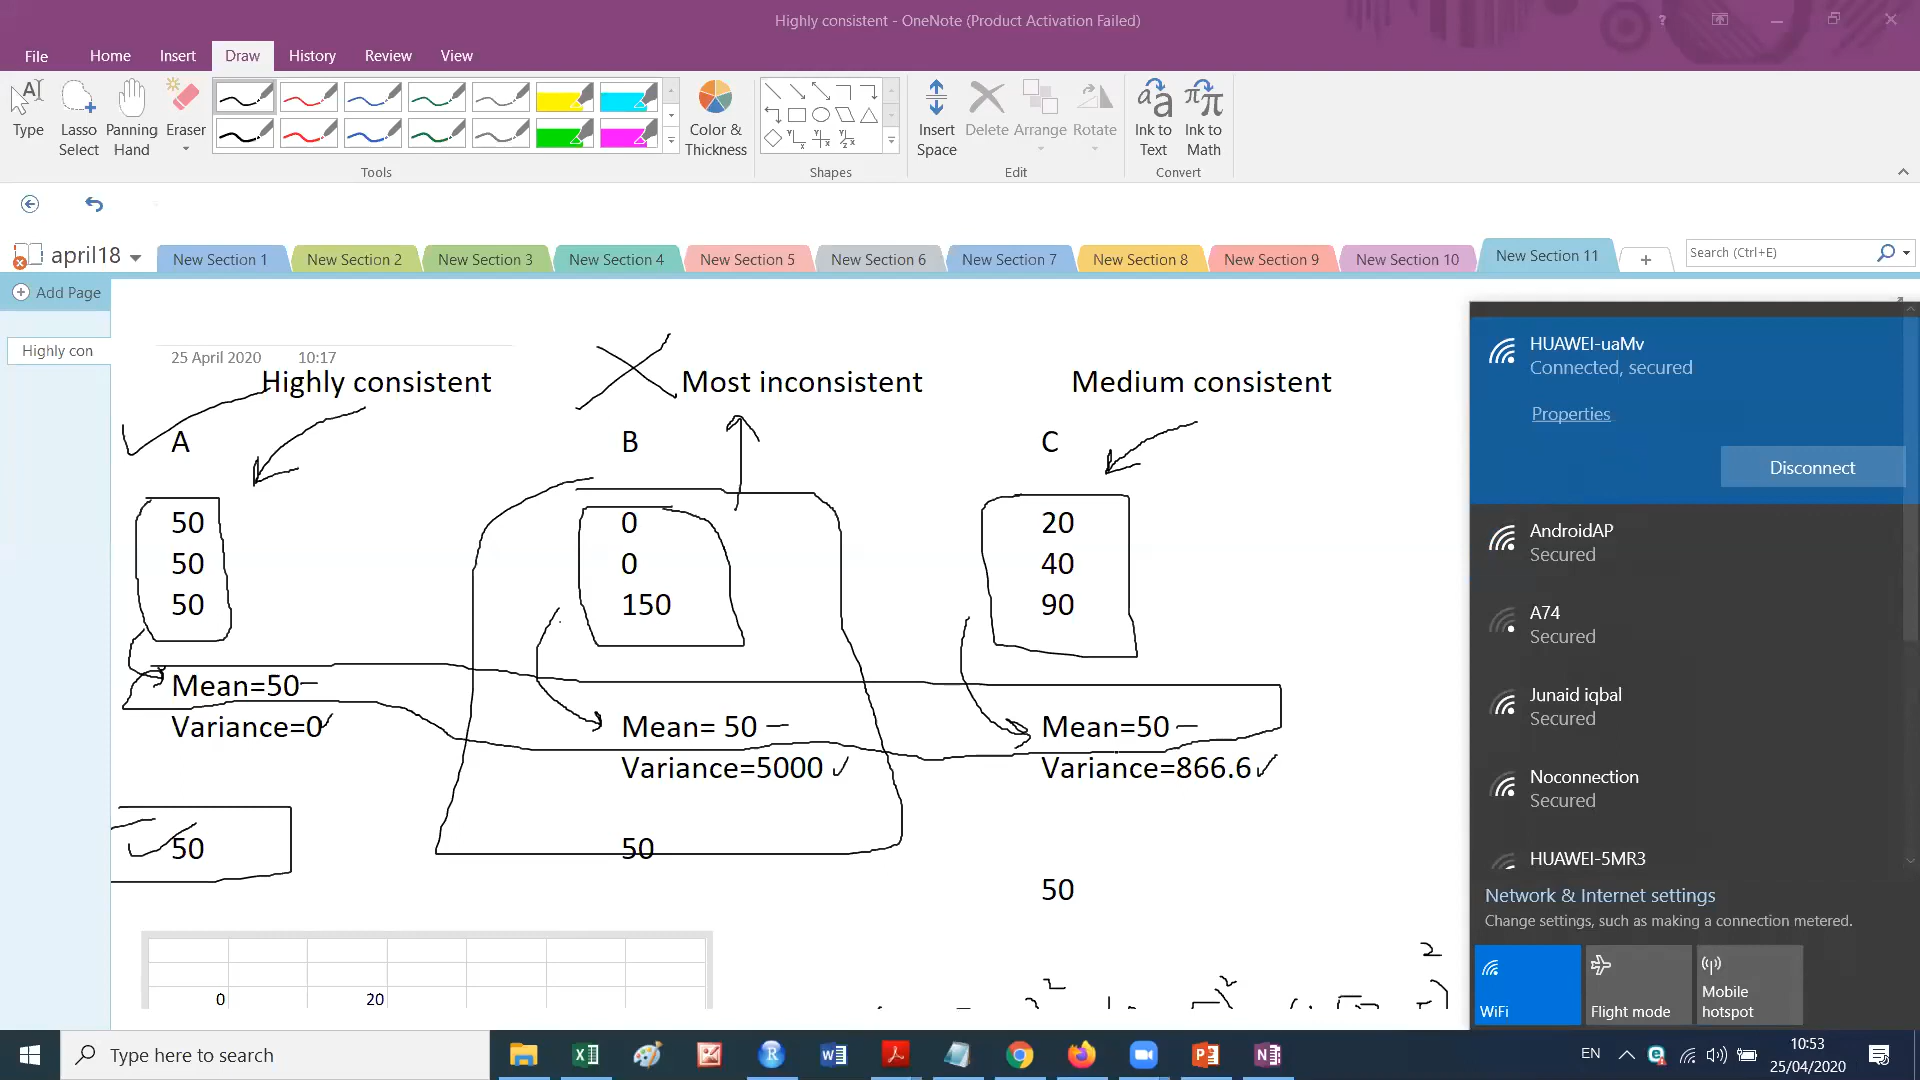 Highly consistent - OneNote (Product Activation Failed)
File Home Insert Draw History Review View
Type
Lasso Select
Panning Hand
Eraser
Color & Thickness
Insert Space
Delete
Arrange
Rotate
Ink to Text
Ink to Math
Tools
Shapes
Edit
Convert
april18
New Section 1
New Section 2
New Section 3
New Section 4
New Section 5
New Section 6
New Section 7
New Section 8
New Section 9
New Section 10
New Section 11
Search (Ctrl+E)
Add Page
Highly con
25 April 2020 10:17
Highly consistent Most inconsistent Medium consistent
A B C
50 0 20
50 0 40
50 150 90
Mean=50
Variance=0 Mean= 50 Mean=50
Variance=5000 Variance=866.6
50 50
50
0 20
HUAWEI-uaMv
Connected, secured
Properties
Disconnect
AndroidAP
Secured
A74
Secured
Junaid iqbal
Secured
Noconnection
Secured
HUAWEI-5MR3
Network & Internet settings
Change settings, such as making a connection metered.
WiFi
Flight mode
Mobile hotspot
Type here to search
EN
10:53
25/04/2020